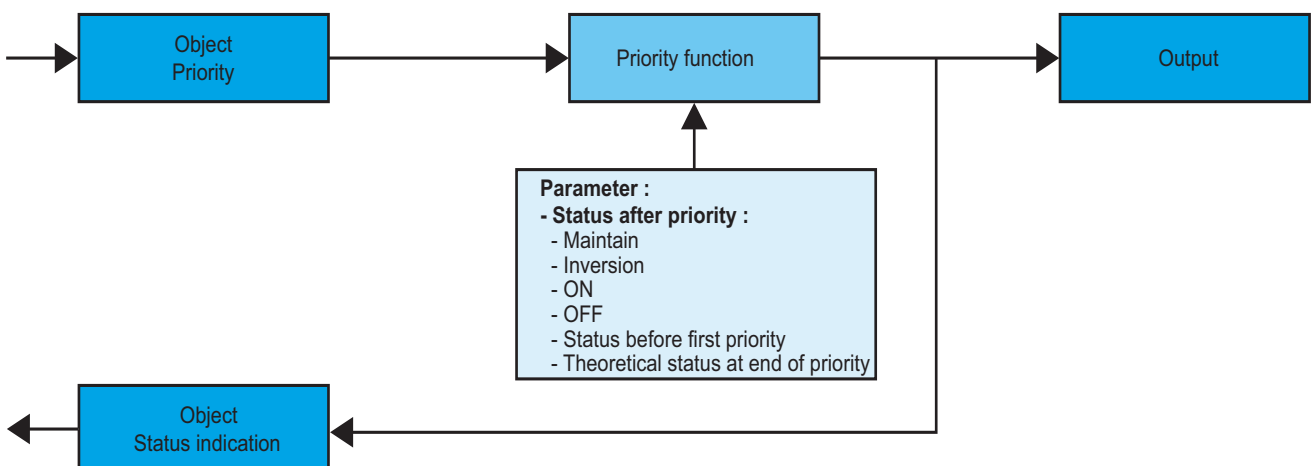 Object
Priority
Priority function
Output
Parameter :
- Status after priority :
- Maintain
- Inversion
- ON
- OFF
- Status before first priority
- Theoretical status at end of priority
Object
Status indication